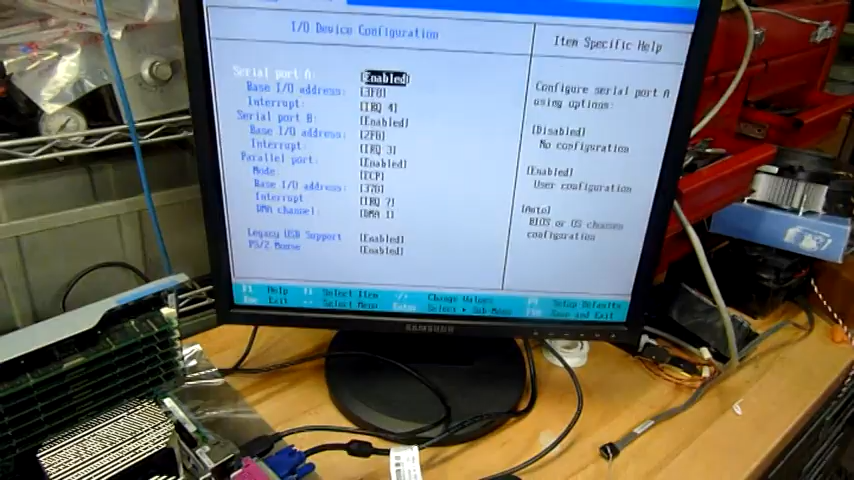 I/O Device Configuration
Item Specific Help
Serial port A: [Enabled]
Base I/O address: [3F8]
Interrupt: [IRQ 4]
Serial port B: [Enabled]
Base I/O address: [2F8]
Interrupt: [IRQ 3]
Parallel port: [Enabled]
Mode [ECP]
Base I/O address: [378]
Interrupt [IRQ 7]
DMA channel: [DMA 1]
Legacy USB Support [Enabled]
PS/2 Mouse [Enabled]
Configure serial port A
using options:
[Disabled]
No configuration
[Enabled]
User configuration
[Auto]
BIOS or OS chooses
configuration
F1 Help Select Item -/+ Change Values F9 Setup Defaults
Esc Exit Select Menu Enter Select ▸ Sub-Menu F10 Save and Exit
SAMSUNG
intel